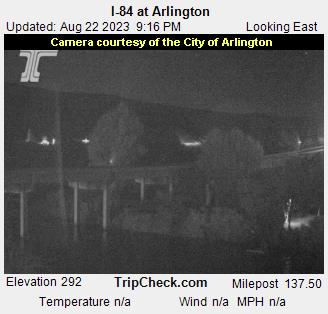 I-84 at Arlington
Updated: Aug 22 2023 9:16 PM Looking East
Camera courtesy of the City of Arlington
Elevation 292 TripCheck.com Milepost 137.50
Temperature n/a Wind n/a MPH n/a